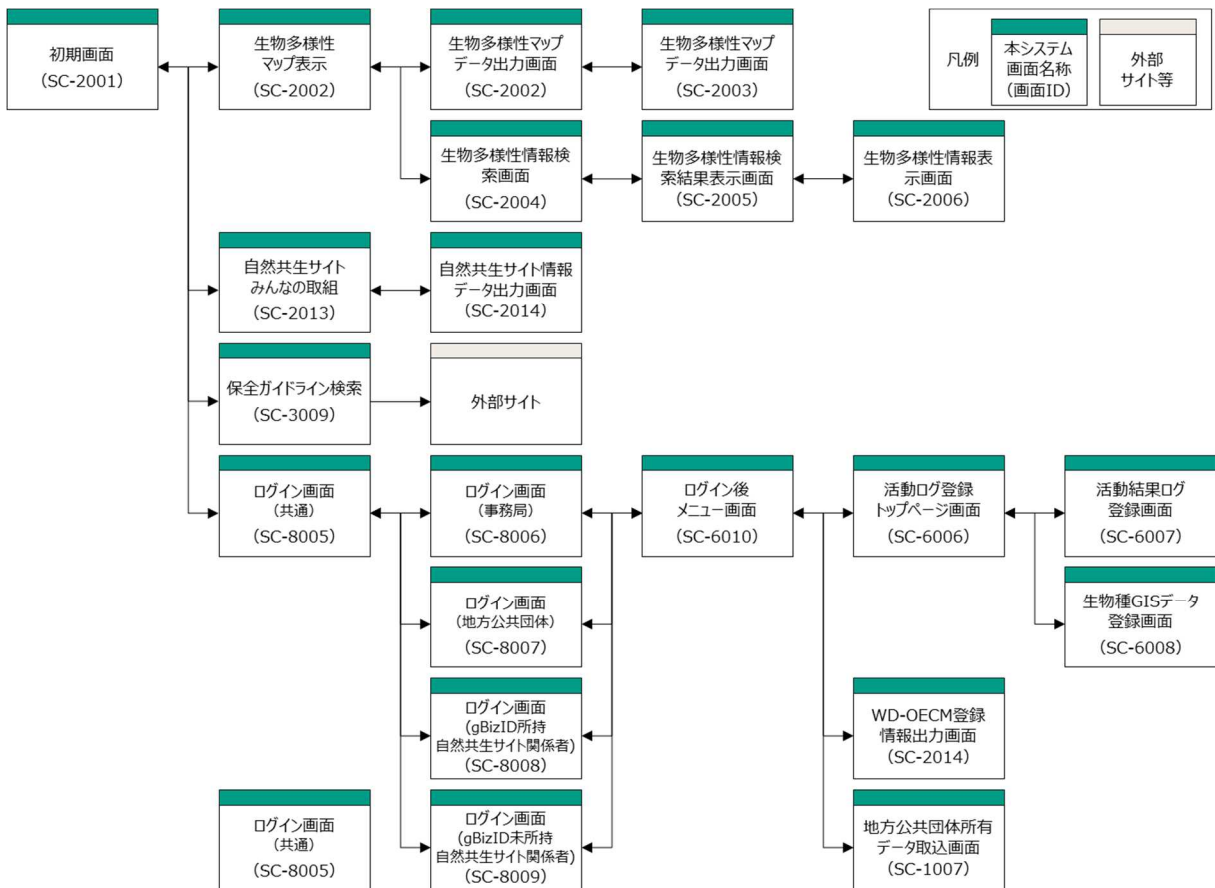 初期画面
(SC-2001)
生物多様性
マップ表示
(SC-2002)
生物多様性マップ
データ出力画面
(SC-2002)
生物多様性マップ
データ出力画面
(SC-2003)
凡例
本システム
画面名称
(画面ID)
外部
サイト等
生物多様性情報検
索画面
(SC-2004)
生物多様性情報検
索結果表示画面
(SC-2005)
生物多様性情報表
示画面
(SC-2006)
自然共生サイト
みんなの取組
(SC-2013)
自然共生サイト情報
データ出力画面
(SC-2014)
保全ガイドライン検索
(SC-3009)
外部サイト
ログイン画面
(共通)
(SC-8005)
ログイン画面
(事務局)
(SC-8006)
ログイン後
メニュー画面
(SC-6010)
活動ログ登録
トップページ画面
(SC-6006)
活動結果ログ
登録画面
(SC-6007)
ログイン画面
(地方公共団体)
(SC-8007)
生物種GISデータ
登録画面
(SC-6008)
ログイン画面
(gBizID所持
自然共生サイト関係者)
(SC-8008)
WD-OECM登録
情報出力画面
(SC-2014)
ログイン画面
(共通)
(SC-8005)
ログイン画面
(gBizID未所持
自然共生サイト関係者)
(SC-8009)
地方公共団体所有
データ取込画面
(SC-1007)